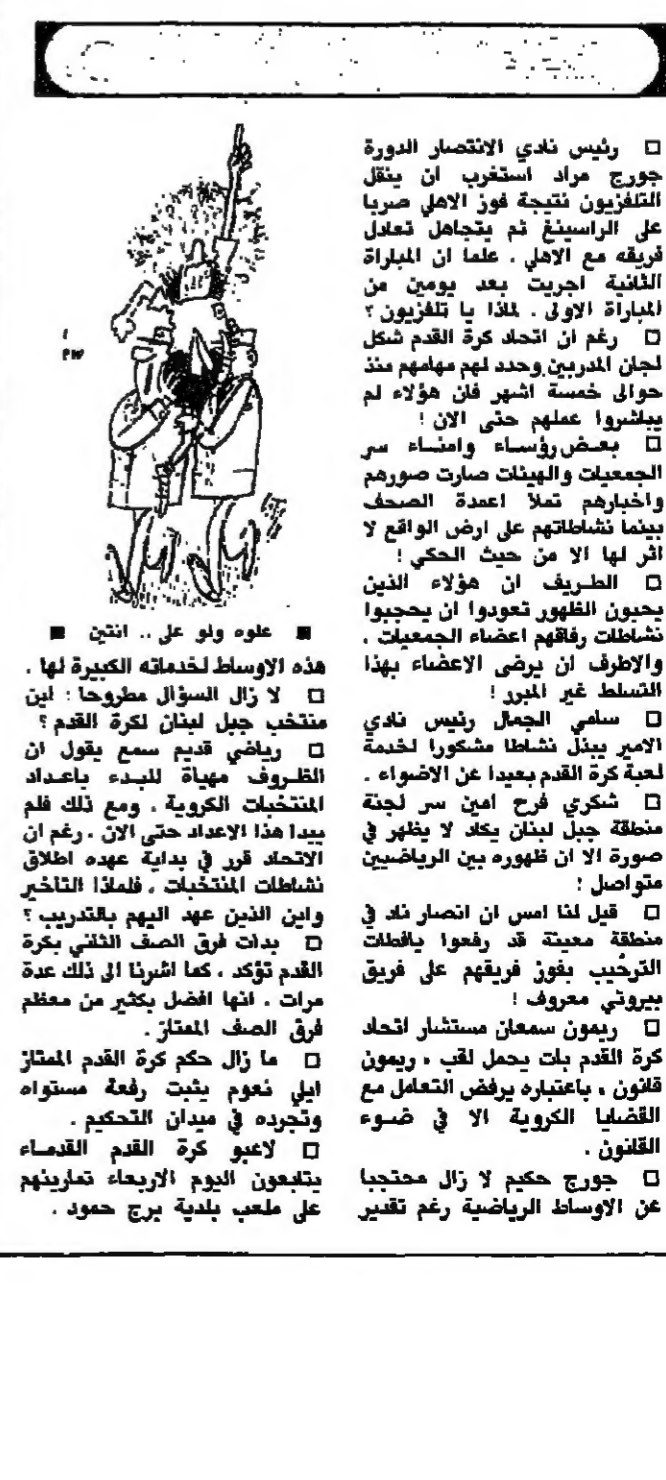 □ رئيس نادي الانتصار الدورة
جورج مراد استغرب ان ينقل
التلفزيون نتيجة فوز الاهلي صربا
على الراسينغ ثم يتجاهل تعادل
فريقه مع الاهلي . علما ان المباراة
الثانية اجريت بعد يومين من
المباراة الاولى . لماذا يا تلفزيون ؟
□ رغم ان اتحاد كرة القدم شكل
لجان المدربين وحدد لهم مهامهم منذ
حوالى خمسة اشهر فان هؤلاء لم
يباشروا عملهم حتى الان !
□ بعض رؤساء وامناء سر
الجمعيات والهيئات صارت صورهم
واخبارهم تملا اعمدة الصحف
بينما نشاطاتهم على ارض الواقع لا
اثر لها الا من حيث الحكي !
□ الطريف ان هؤلاء الذين
يحبون الظهور تعودوا ان يحجبوا
نشاطات رفاقهم اعضاء الجمعيات .
والاطرف ان يرضى الاعضاء بهذا
التسلط غير المبرر !
□ سامي الجمال رئيس نادي
الامير يبذل نشاطا مشكورا لخدمة
لعبة كرة القدم بعيدا عن الاضواء .
□ شكري فرح امين سر لجنة
منطقة جبل لبنان يكاد لا يظهر في
صورة الا ان ظهوره بين الرياضيين
متواصل !
□ قيل لنا امس ان انصار ناد في
منطقة معينة قد رفعوا يافطات
الترحيب بفوز فريقهم على فريق
بيروتي معروف !
□ ريمون سمعان مستشار اتحاد
كرة القدم بات يحمل لقب ، ريمون
قانون ، باعتباره يرفض التعامل مع
القضايا الكروية الا في ضوء
القانون .
□ جورج حكيم لا زال محتجبا
عن الاوساط الرياضية رغم تقدير
■ علوه ولو على .. انتين ■
هذه الاوساط لخدماته الكبيرة لها .
□ لا زال السؤال مطروحا : اين
منتخب جبل لبنان لكرة القدم ؟
□ رياضي قديم سمع يقول ان
الظروف مهياة للبدء باعداد
المنتخبات الكروية . ومع ذلك فلم
يبدا هذا الاعداد حتى الان . رغم ان
الاتحاد قرر في بداية عهده اطلاق
نشاطات المنتخبات ، فلماذا التاخير
واين الذين عهد اليهم بالتدريب ؟
□ بدات فرق الصف الثاني بكرة
القدم تؤكد ، كما اشرنا الى ذلك عدة
مرات . انها افضل بكثير من معظم
فرق الصف الممتاز .
□ ما زال حكم كرة القدم الممتاز
ايلي نعوم يثبت رفعة مستواه
وتجرده في ميدان التحكيم .
□ لاعبو كرة القدم القدماء
يتابعون اليوم الاربعاء تمارينهم
على ملعب بلدية برج حمود .